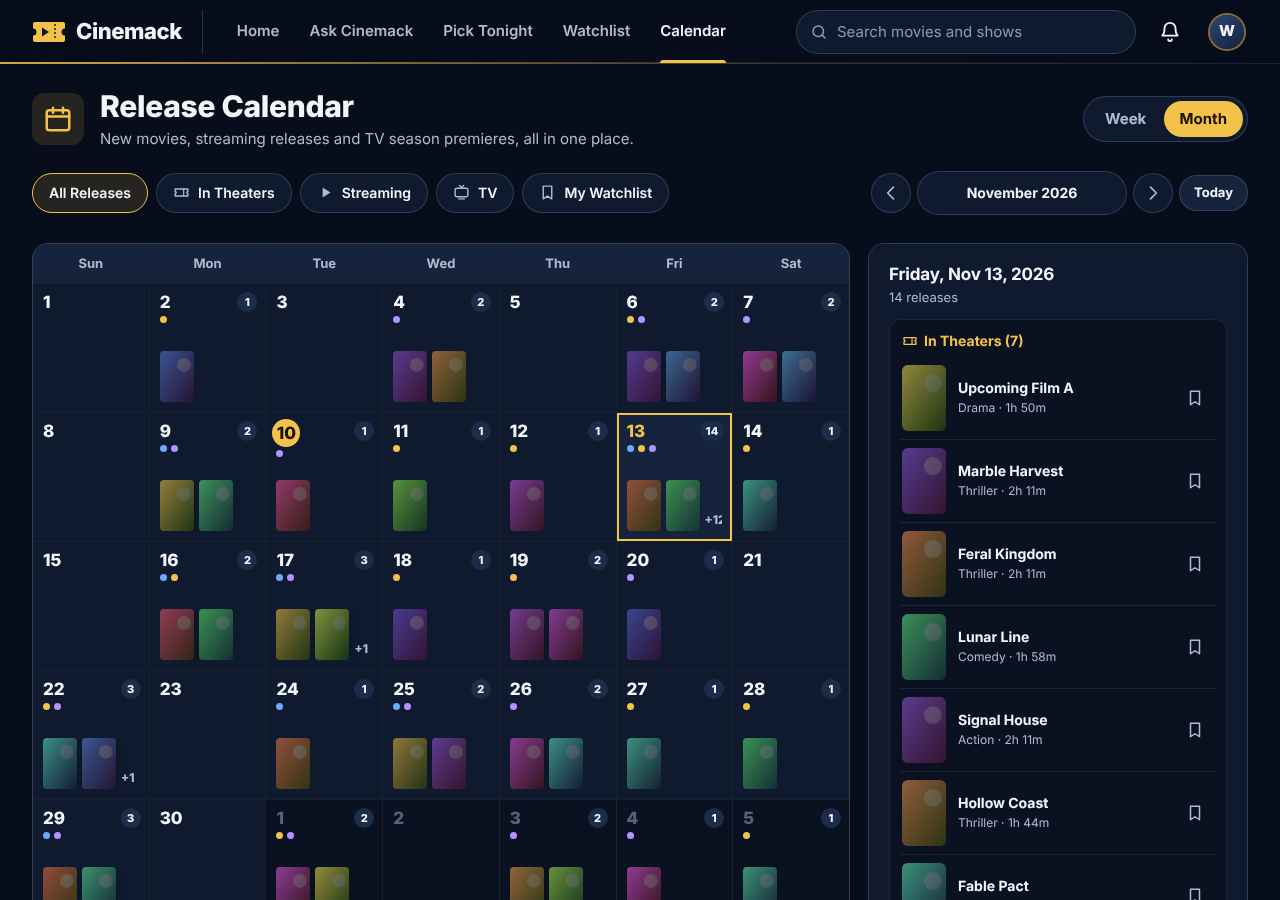 Cinemack
Home
Ask Cinemack
Pick Tonight
Watchlist
Calendar
Search movies and shows
W
Release Calendar
New movies, streaming releases and TV season premieres, all in one place.
Week
Month
All Releases
In Theaters
Streaming
TV
My Watchlist
November 2026
Today
Sun Mon Tue Wed Thu Fri Sat
1
2 1
3
4 2
5
6 2
7 2
8
9 2
10 1
11 1
12 1
13 14
+12
14 1
15
16 2
17 3
+1
18 1
19 2
20 1
21
22 3
+1
23
24 1
25 2
26 2
27 1
28 1
29 3
30
1 2
2
3 2
4 1
5 1
Friday, Nov 13, 2026
14 releases
In Theaters (7)
Upcoming Film A
Drama · 1h 50m
Marble Harvest
Thriller · 2h 11m
Feral Kingdom
Thriller · 2h 11m
Lunar Line
Comedy · 1h 58m
Signal House
Action · 2h 11m
Hollow Coast
Thriller · 1h 44m
Fable Pact